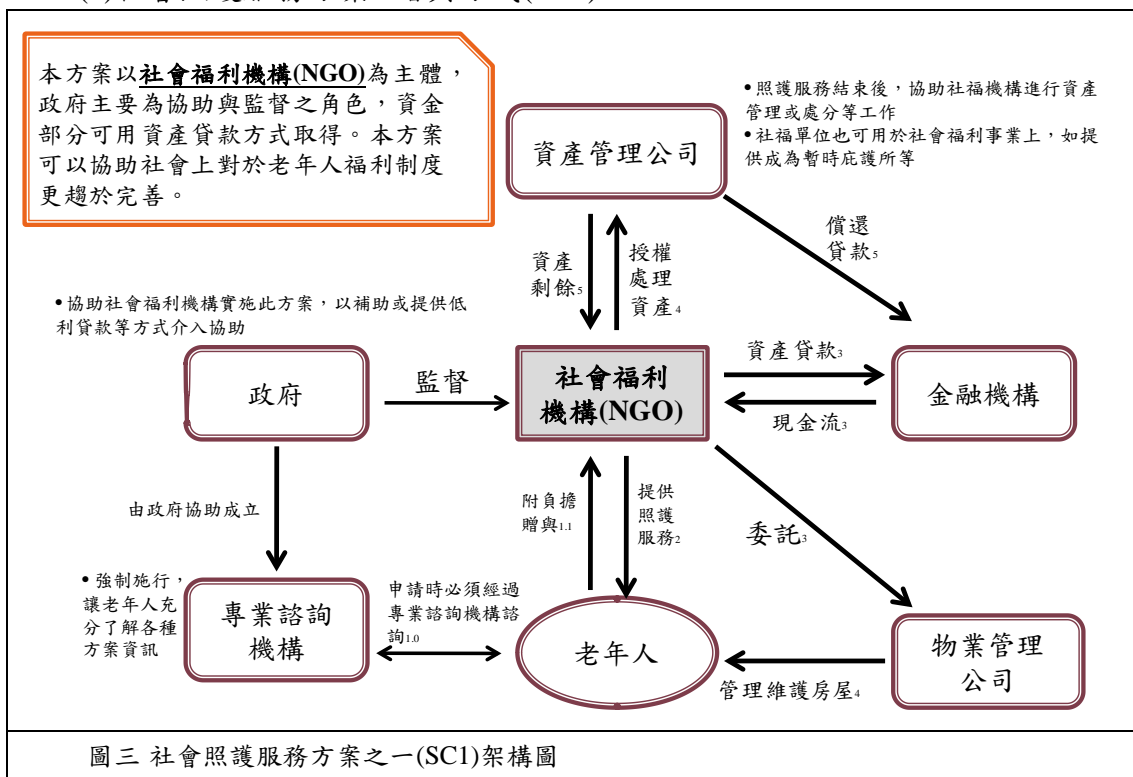 本方案以社會福利機構(NGO)為主體，
政府主要為協助與監督之角色，資金
部分可用資產貸款方式取得。本方案
可以協助社會上對於老年人福利制度
更趨於完善。
•照護服務結束後，協助社福機構進行資產
管理或處分等工作
•社福單位也可用於社會福利事業上，如提
供成為暫時庇護所等
資產管理公司
償還
貸款5
資產
剩餘5
授權
處理
資產4
•協助社會福利機構實施此方案，以補助或提供低
利貸款等方式介入協助
政府
監督
社會福利
機構(NGO)
資產貸款3
現金流3
金融機構
由政府協助成立
附負擔
贈與1.1
提供
照護
服務2
委託3
•強制施行，
讓老年人充
分了解各種
方案資訊
專業諮詢
機構
申請時必須經過
專業諮詢機構諮
詢1.0
老年人
管理維護房屋4
物業管理
公司
圖三 社會照護服務方案之一(SC1)架構圖